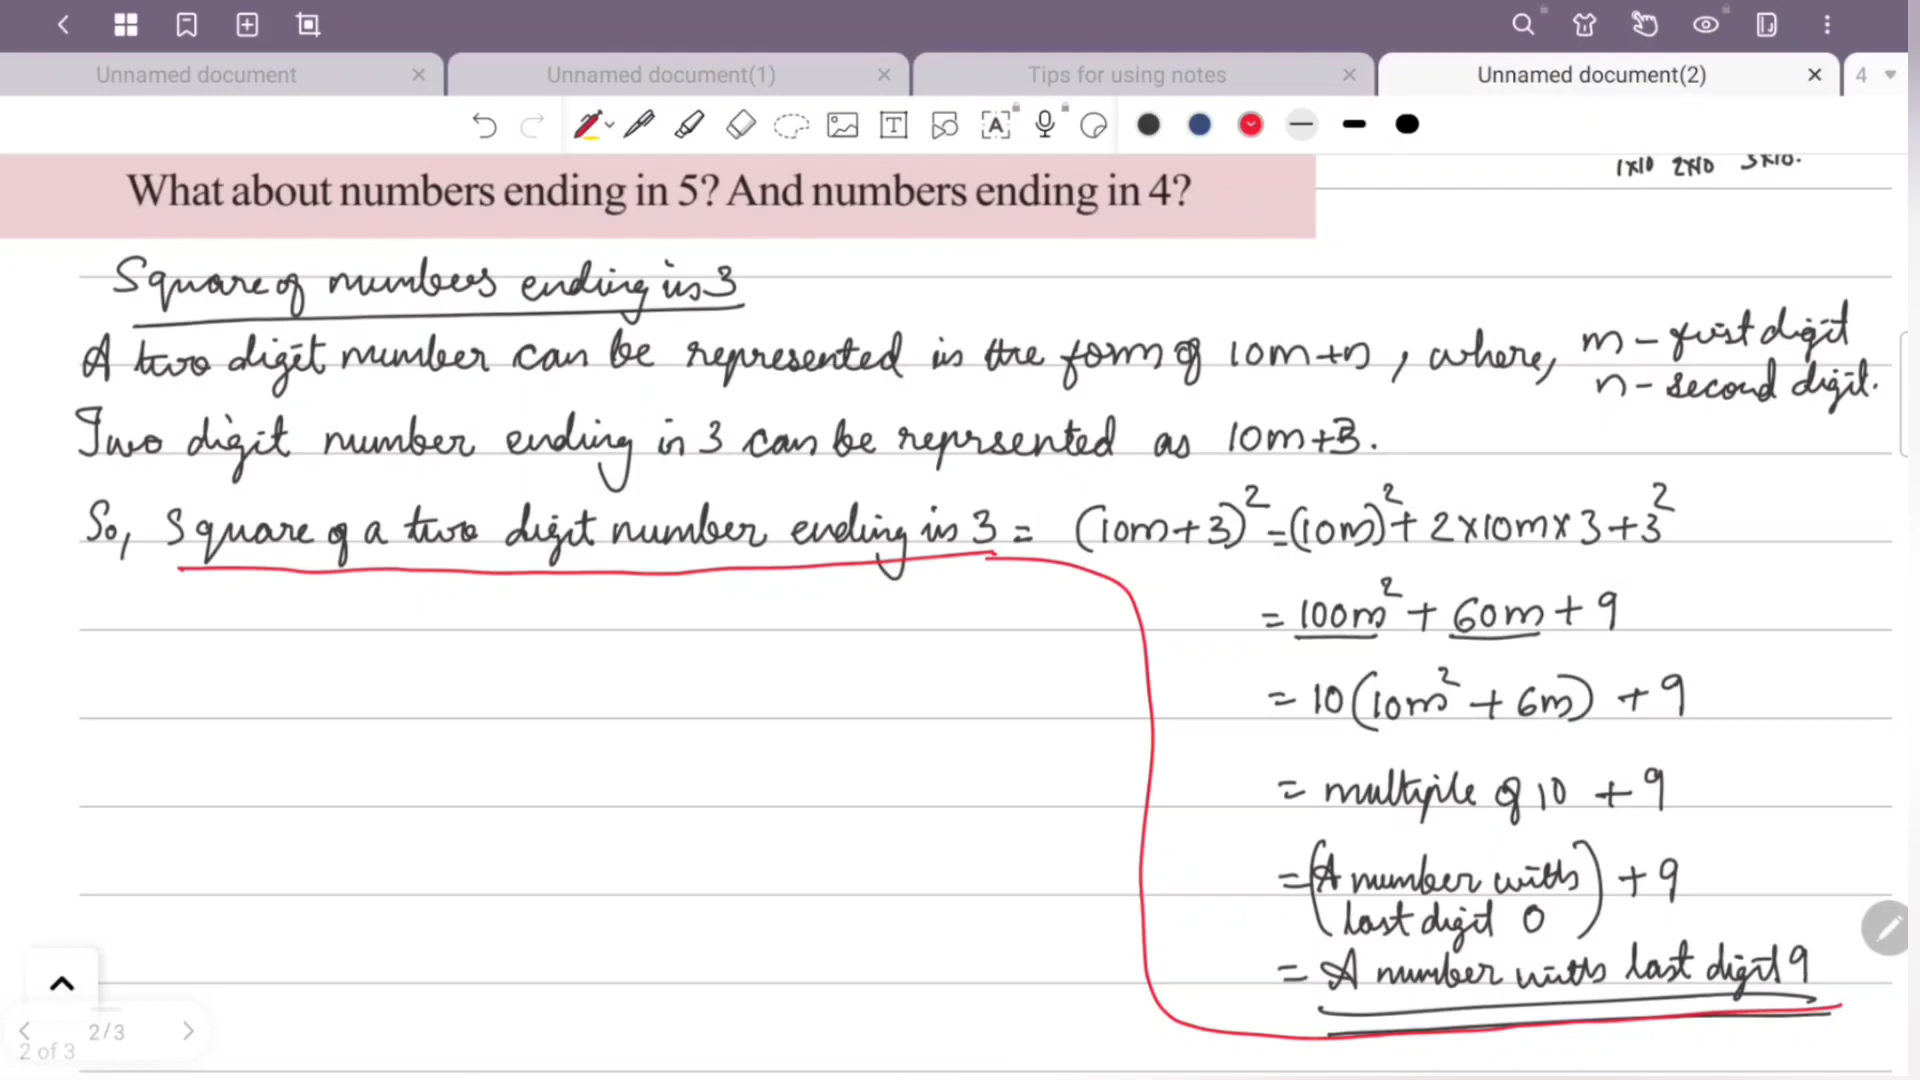 Unnamed document
Unnamed document(1)
Tips for using notes
Unnamed document(2)
4
1x10 2x10 3x10.
What about numbers ending in 5? And numbers ending in 4?
Square of numbers ending in 3
A two digit number can be represented in the form of 10m+n, where, m - first digit
n - second digit.
Two digit number ending in 3 can be reprsented as 10m+3.
So, square of a two digit number ending in 3 = (10m+3)² = (10m)² + 2x10m x 3 + 3²
= 100m² + 60m + 9
= 10(10m² + 6m) + 9
= multiple of 10 + 9
= (A number with last digit 0) + 9
= A number with last digit 9
2/3
2 of 3